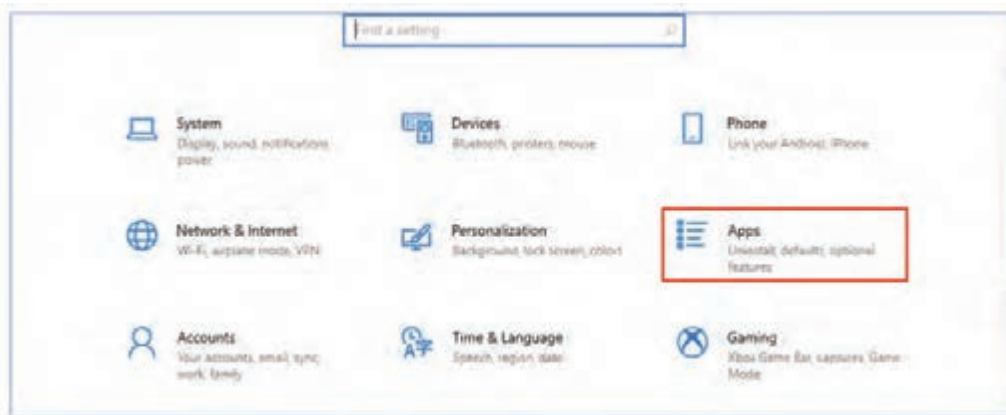 Find a setting
System
Display, sound, notifications,
power
Devices
Bluetooth, printers, mouse
Phone
Link your Android, iPhone
Network & Internet
Wi-Fi, airplane mode, VPN
Personalization
Background, lock screen, colors
Apps
Uninstall, defaults, optional
features
Accounts
Your accounts, email, sync,
work, family
Time & Language
Speech, region, date
Gaming
Xbox Game Bar, captures, Game
Mode